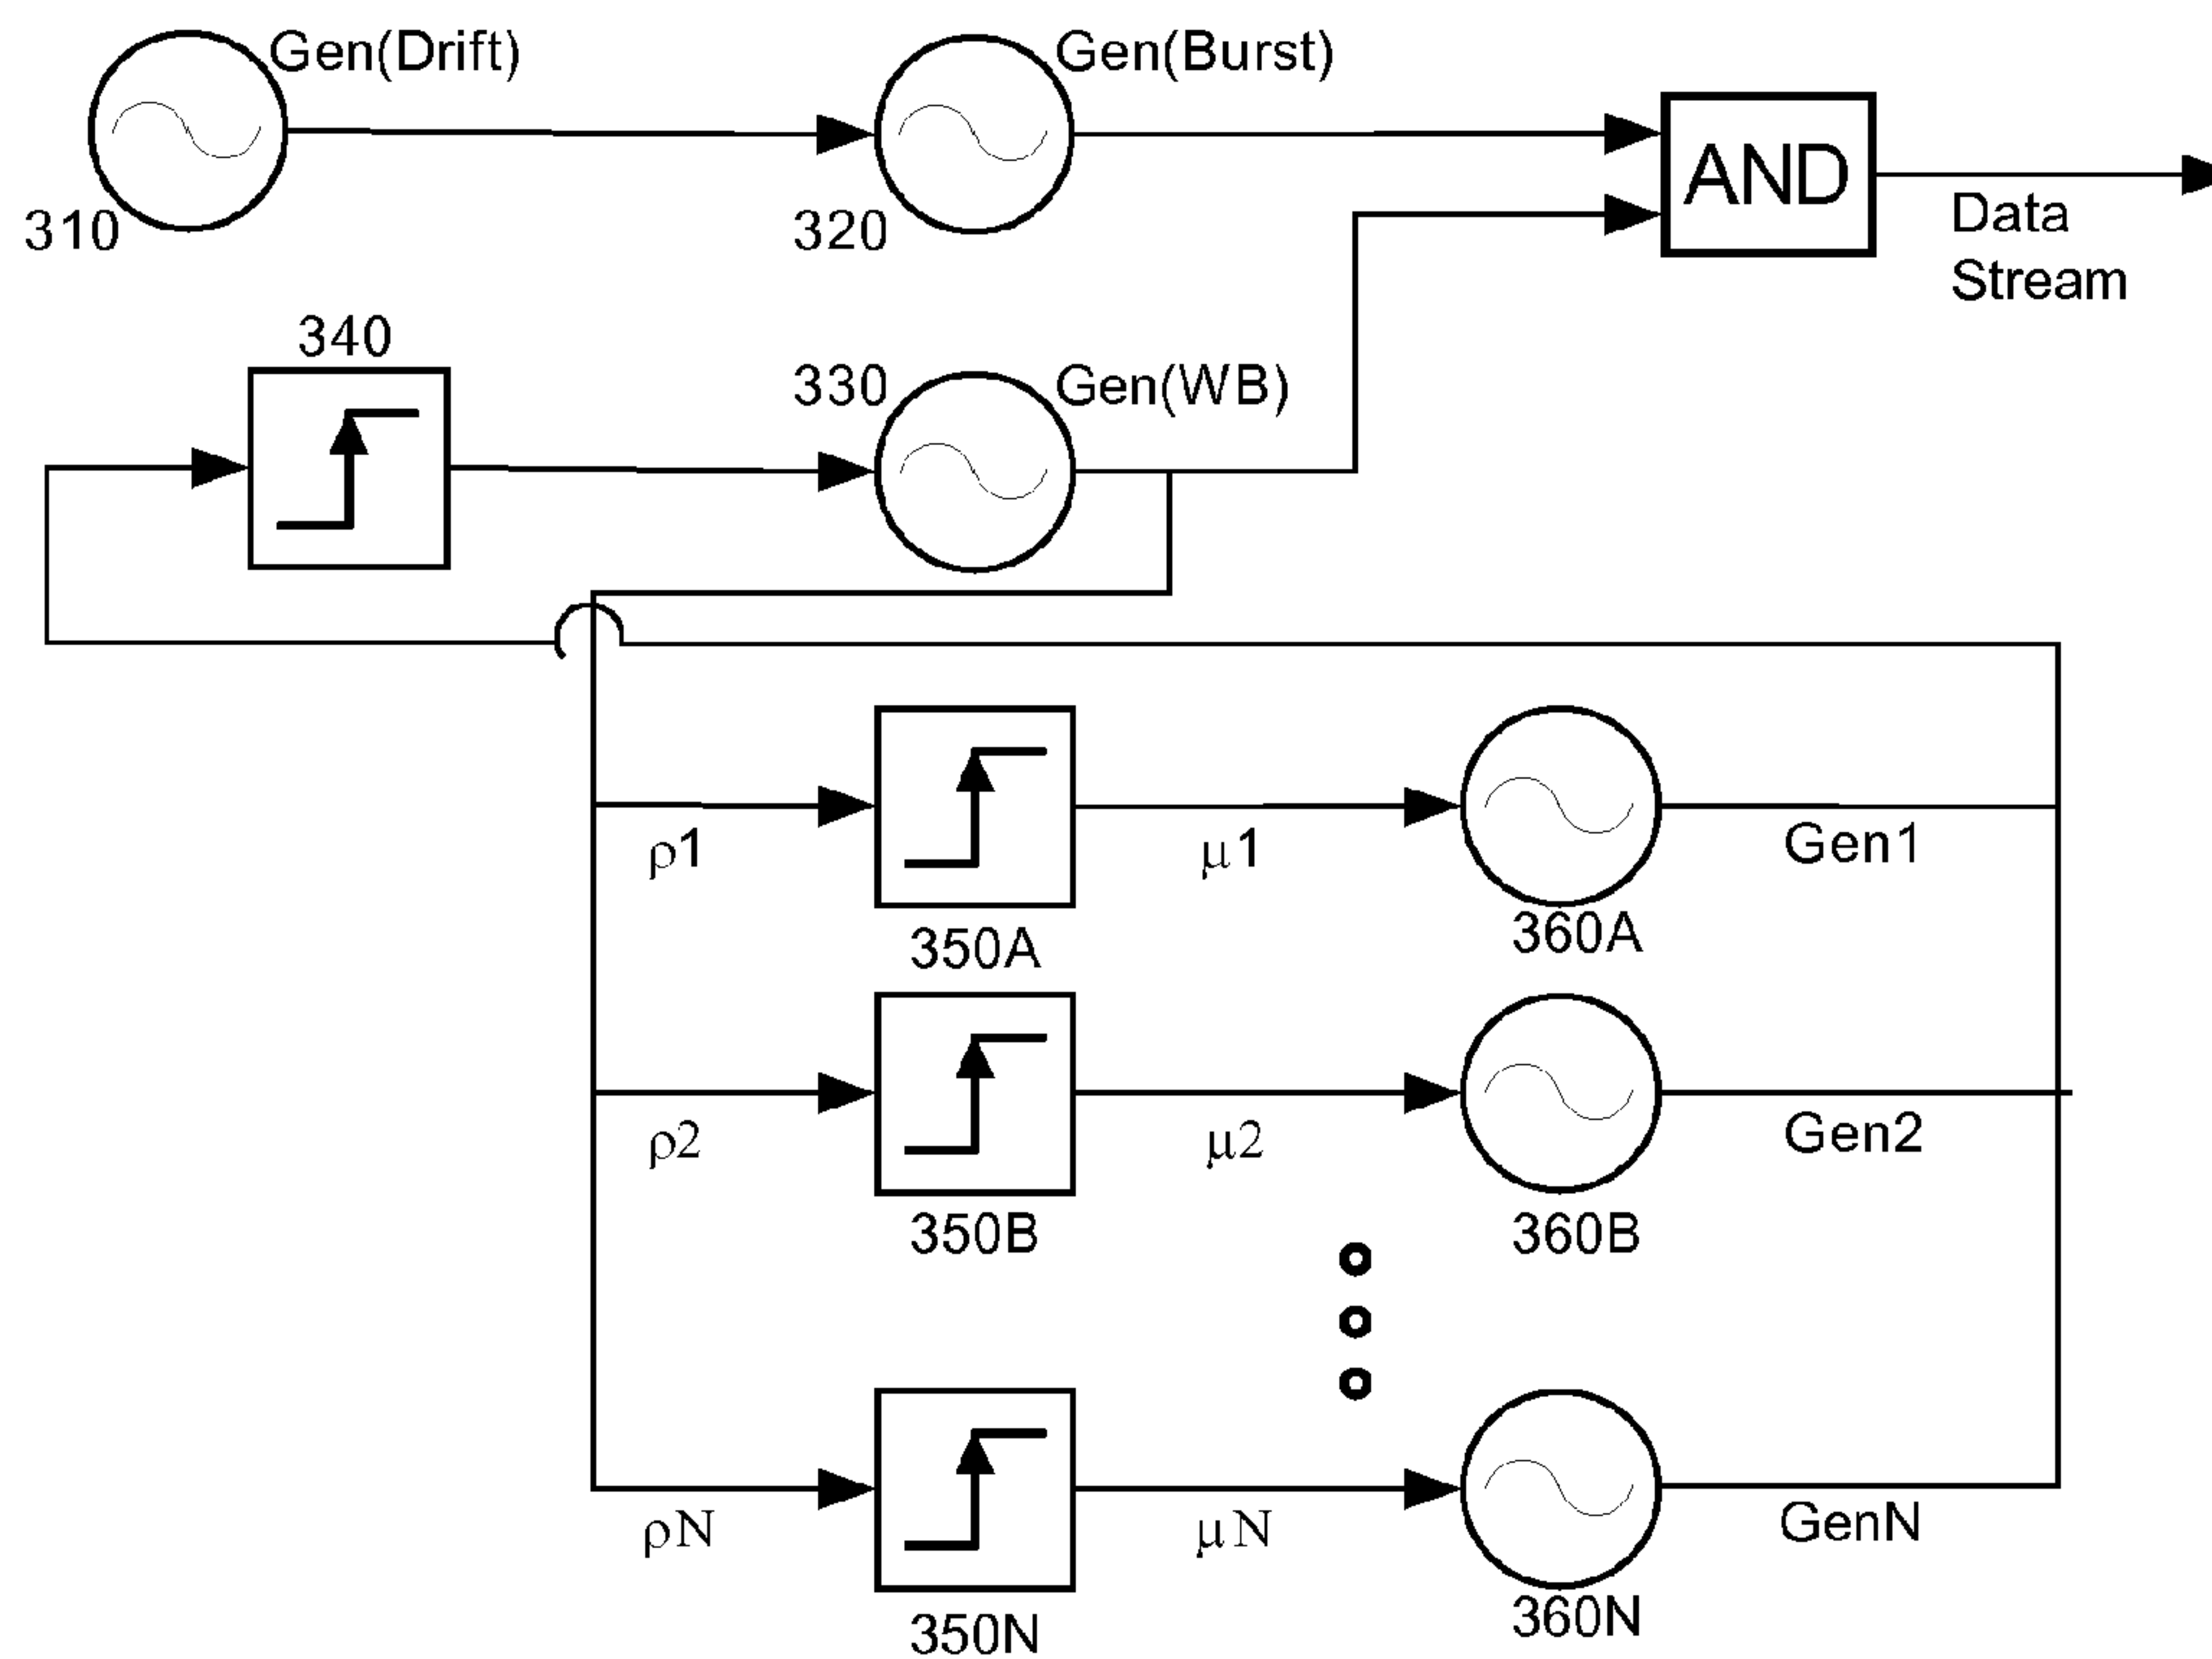 Gen(Drift)
Gen(Burst)
AND
310
320
Data
Stream
340
330
Gen(WB)
ρ1
μ1
Gen1
350A
360A
ρ2
μ2
Gen2
350B
360B
ρN
μN
GenN
350N
360N